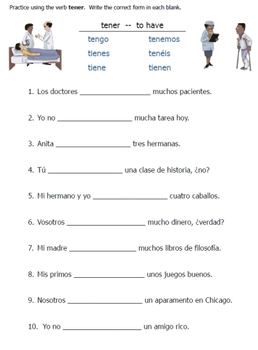 Practice using the verb tener. Write the correct form in each blank.
tener -- to have
tengo tenemos
tienes tenéis
tiene tienen
1. Los doctores ________________ muchos pacientes.
2. Yo no ____________________ mucha tarea hoy.
3. Anita ________________ tres hermanas.
4. Tú ________________ una clase de historia, ¿no?
5. Mi hermano y yo ________________ cuatro caballos.
6. Vosotros ________________ mucho dinero, ¿verdad?
7. Mi madre ________________ muchos libros de filosofía.
8. Mis primos ________________ unos juegos buenos.
9. Nosotros ________________ un aparamento en Chicago.
10. Yo no ________________ un amigo rico.